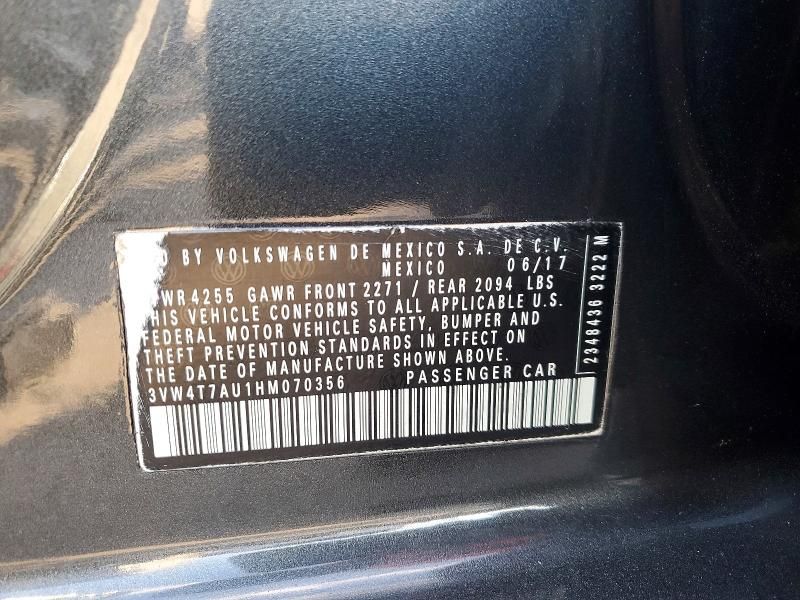 BY VOLKSWAGEN DE MEXICO S.A. DE C.V.
MEXICO 06/17
WR4255 GAWR FRONT 2271 / REAR 2094 LBS
THIS VEHICLE CONFORMS TO ALL APPLICABLE U.S.
FEDERAL MOTOR VEHICLE SAFETY, BUMPER AND
THEFT PREVENTION STANDARDS IN EFFECT ON
THE DATE OF MANUFACTURE SHOWN ABOVE.
3VW4T7AU1HM070356 PASSENGER CAR
2348436 3222 M